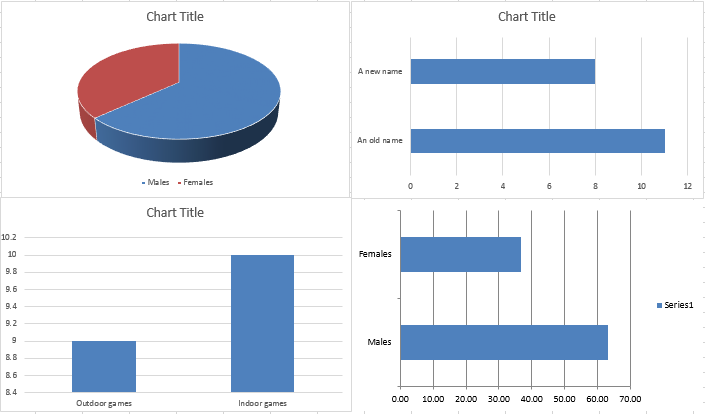 Chart Title
Males Females
Chart Title
A new name
An old name
0 2 4 6 8 10 12
Chart Title
10.2
10
9.8
9.6
9.4
9.2
9
8.8
8.6
8.4
Outdoor games Indoor games
Females
Males
Series1
0.00 10.00 20.00 30.00 40.00 50.00 60.00 70.00